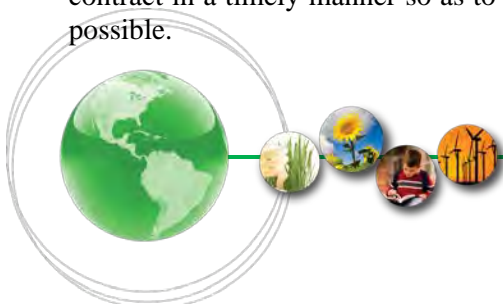 contract in a timely manner so as to
possible.